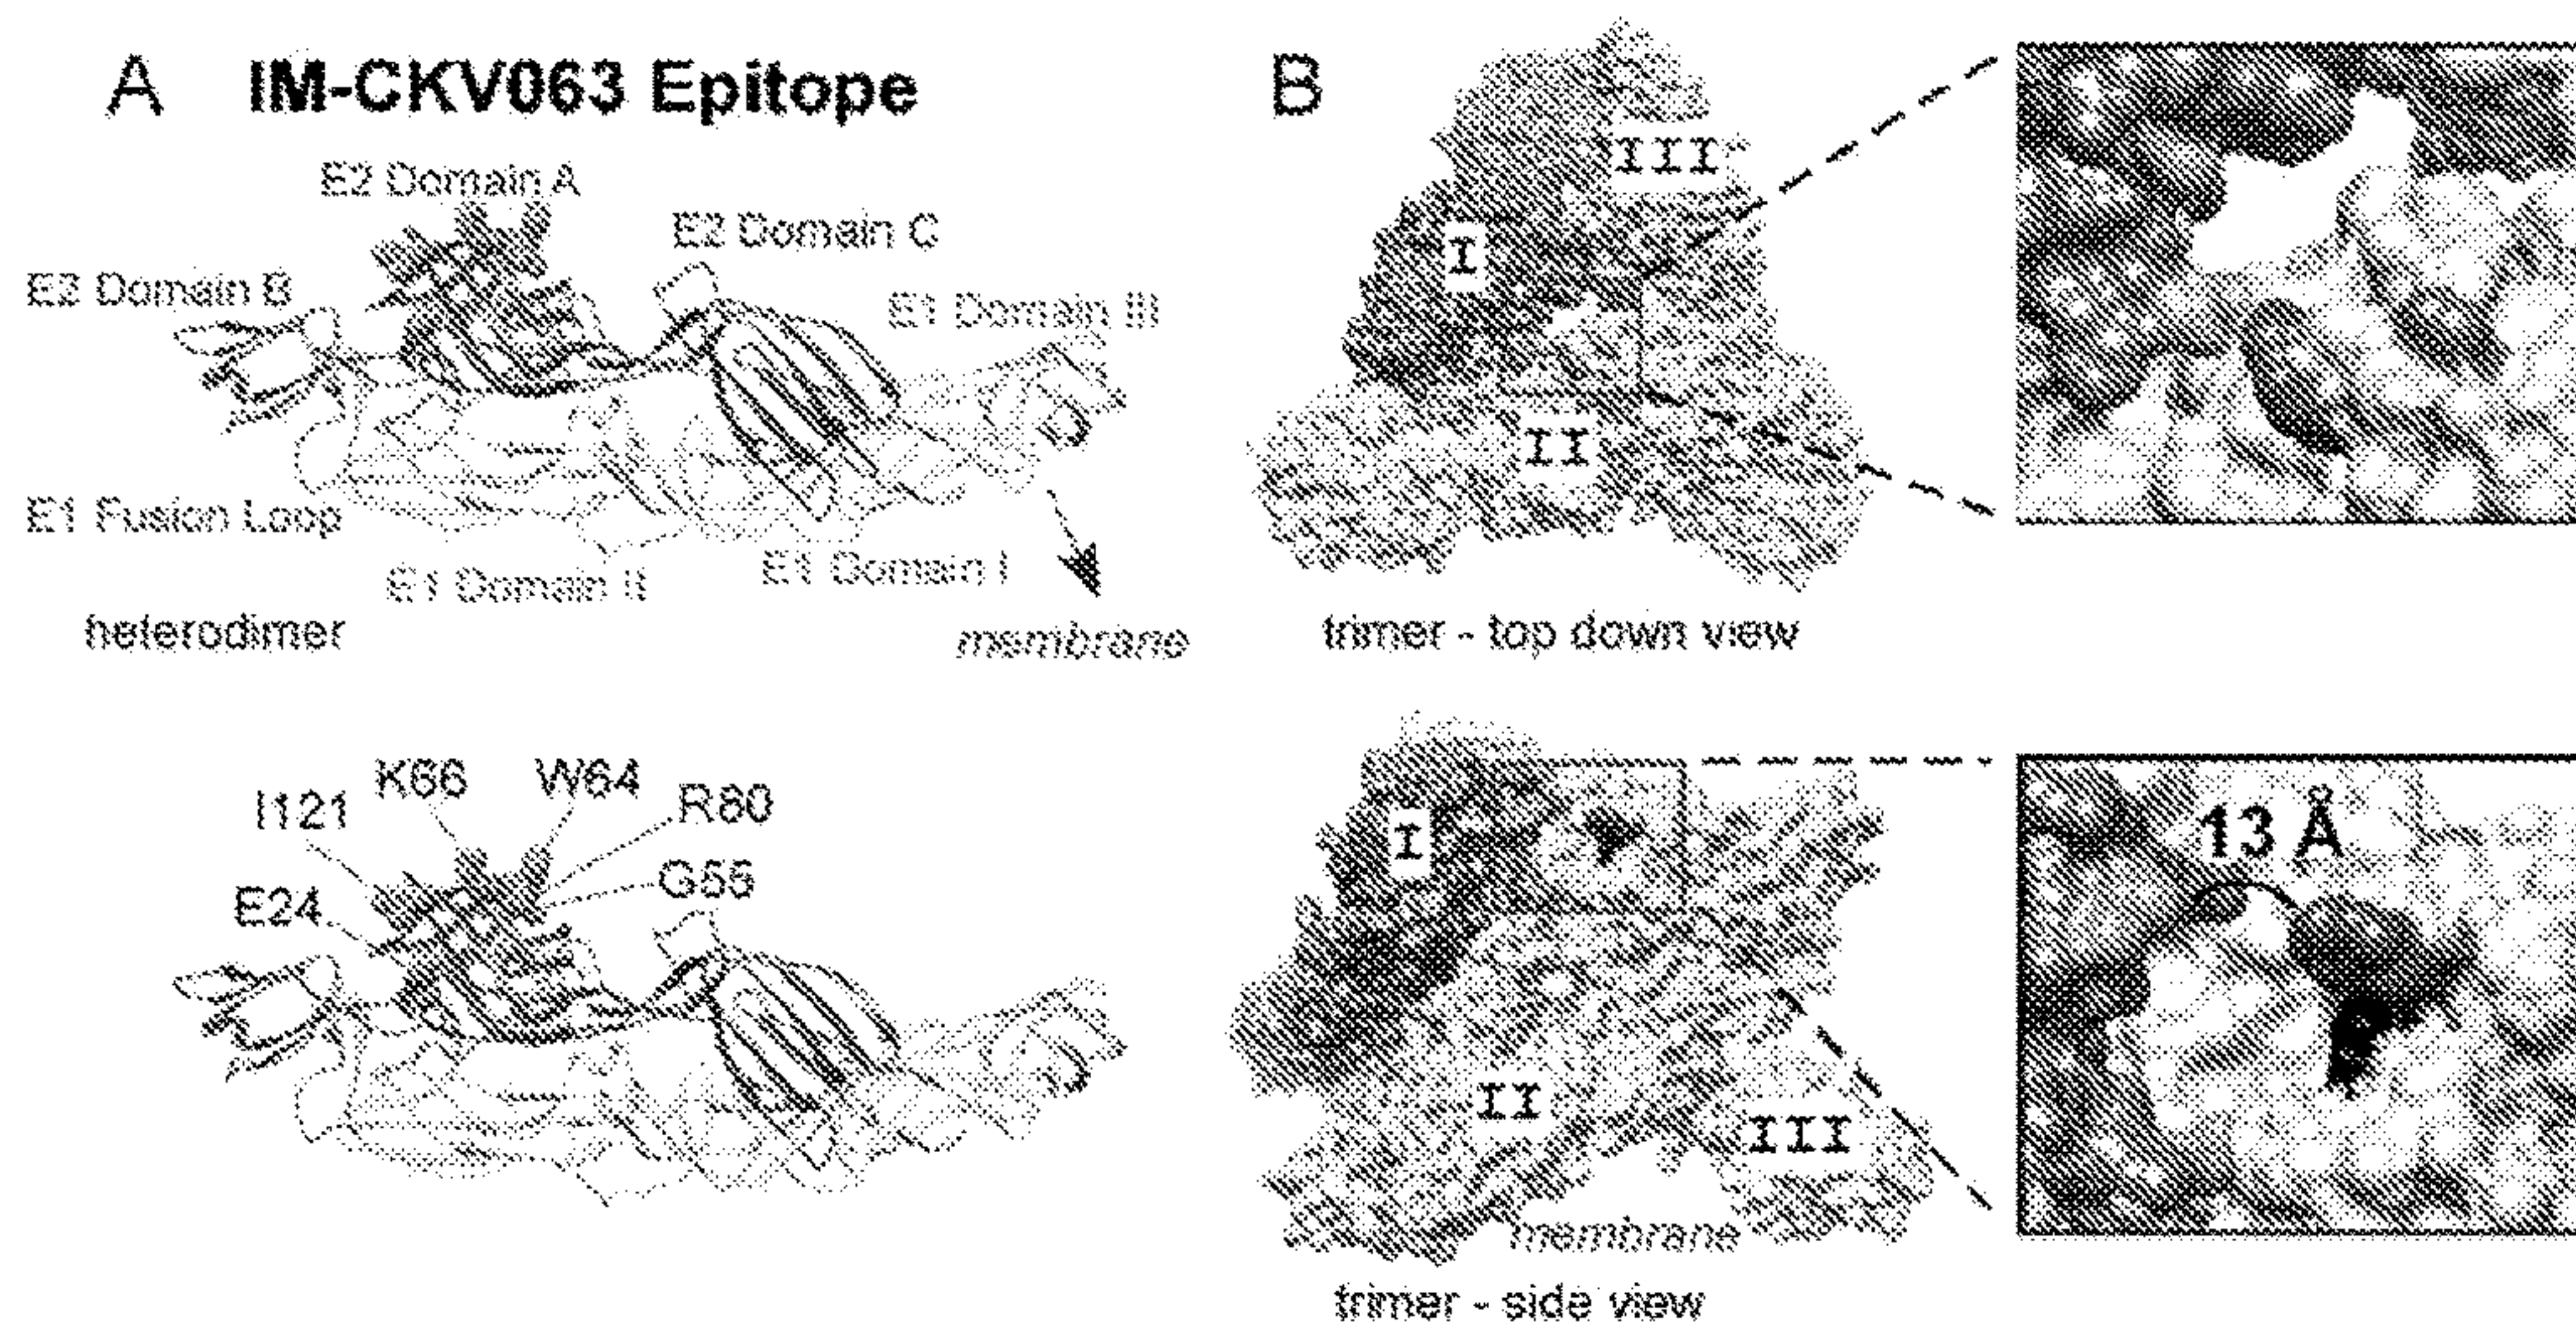 A IM-CKV063 Epitope
E2 Domain A
E2 Domain C
E2 Domain B
E1 Domain III
E1 Fusion Loop
E1 Domain II
E1 Domain I
heterodimer
membrane
K66
W64
I121
R80
G55
E24
B
III
I
II
trimer - top down view
I
II
III
membrane
trimer - side view
13 Å